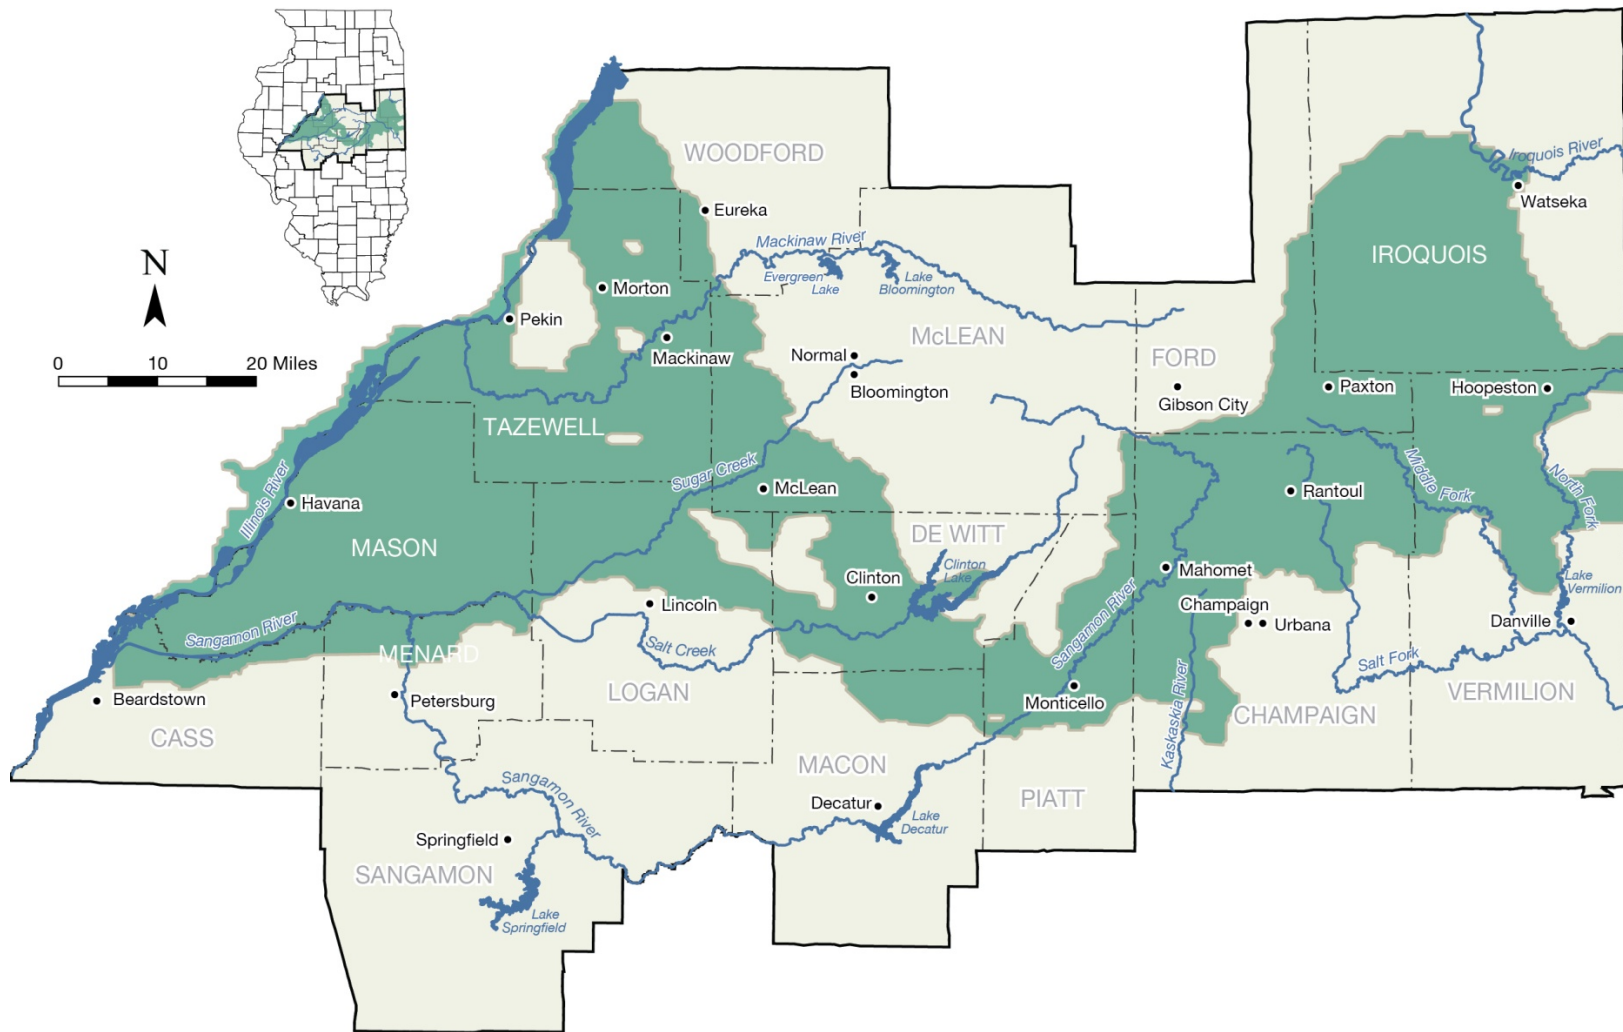 WOODFORD
Iroquois River
Watseka
Eureka
Mackinaw River
IROQUOIS
N
Evergreen
Lake
Lake
Bloomington
Morton
Pekin
Mackinaw
McLEAN
Normal
Bloomington
FORD
0 10 20 Miles
Gibson City
Paxton
Hoopeston
TAZEWELL
Sugar Creek
McLean
Illinois River
Havana
Rantoul
Middle Fork
North Fork
MASON
DE WITT
Clinton
Lake
Clinton
Mahomet
Lake
Vermilion
Lincoln
Champaign
Urbana
Danville
Sangamon River
Sangamon River
Salt Creek
MENARD
Salt Fork
Beardstown
Petersburg
LOGAN
Monticello
Kaskaskia River
CHAMPAIGN
VERMILION
CASS
MACON
Sangamon River
Decatur
PIATT
Lake
Decatur
Springfield
SANGAMON
Lake
Springfield